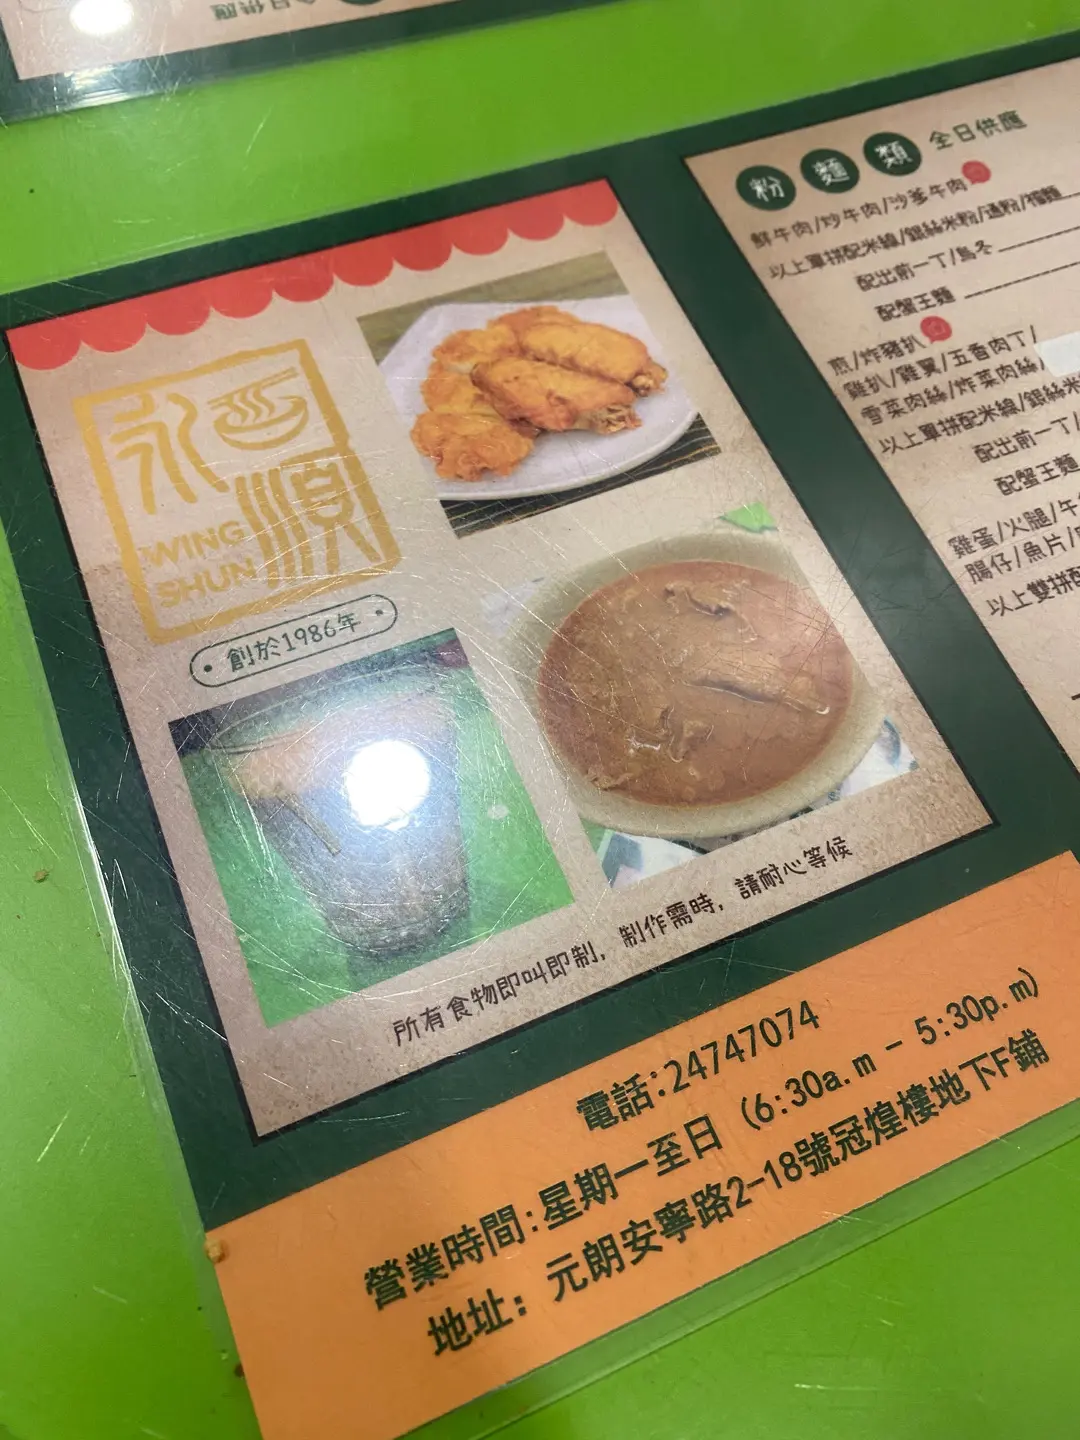 全日供應
永順
WING
SHUN
創於1986年
所有食物即叫即制，制作需時，請耐心等候
電話:24747074
營業時間:星期一至日 (6:30a.m - 5:30p.m)
地址: 元朗安寧路2-18號冠煌樓地下F鋪
粉麵類 全日供應
鮮牛肉/炒牛肉/沙爹牛肉
以上單拼配米線/銀絲米粉/通粉/福麵
配出前一丁/烏冬
配蟹王麵
煎/炸豬扒
雞扒/雞翼/五香肉丁/
雪菜肉絲/炸菜肉絲/
以上單拼配米線/銀絲米
配出前一丁/
配蟹王麵
雞蛋/火腿/午
腸仔/魚片/
以上雙拼配